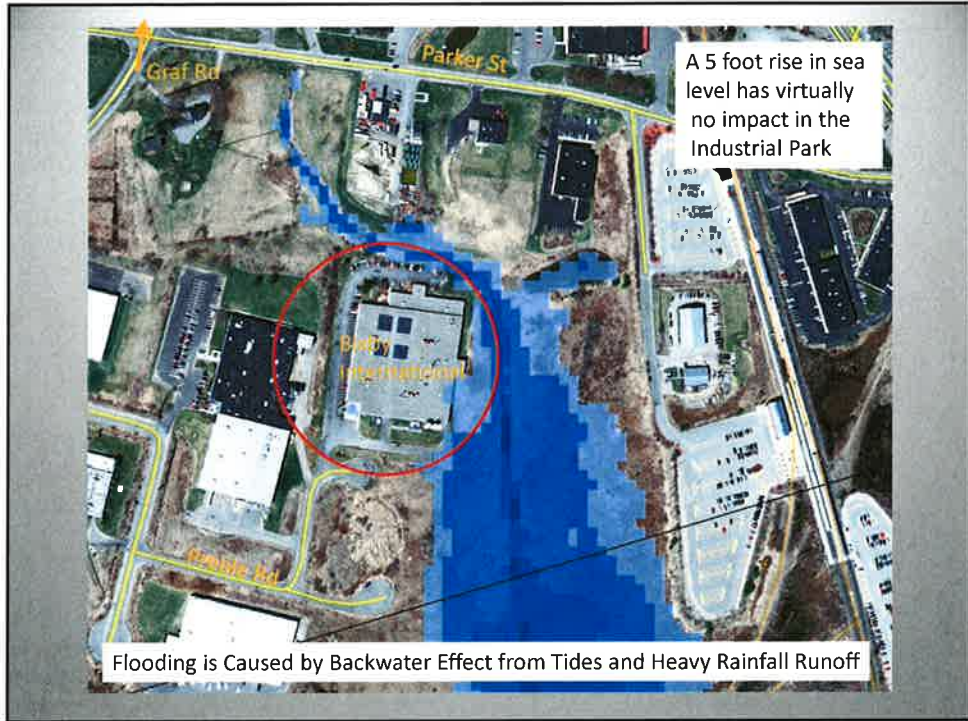 Graf Rd
Parker St
A 5 foot rise in sea
level has virtually
no impact in the
Industrial Park
International
Flooding is Caused by Backwater Effect from Tides and Heavy Rainfall Runoff